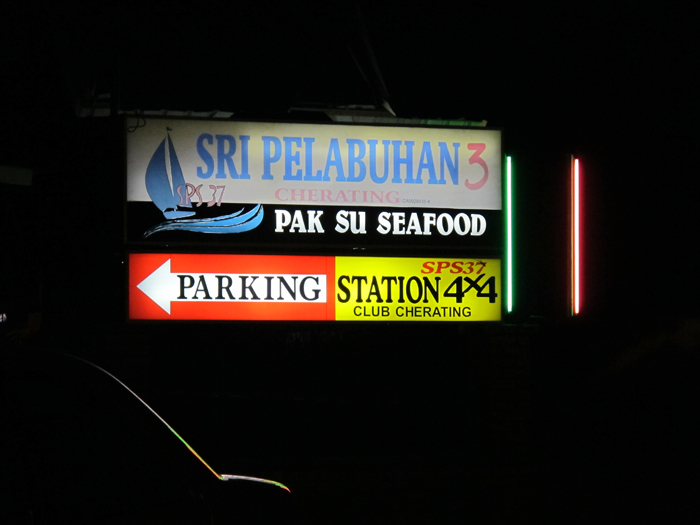 SRI PELABUHAN 3
SPS 37
CHERATING
PAK SU SEAFOOD
PARKING
SPS37
STATION 4x4
CLUB CHERATING